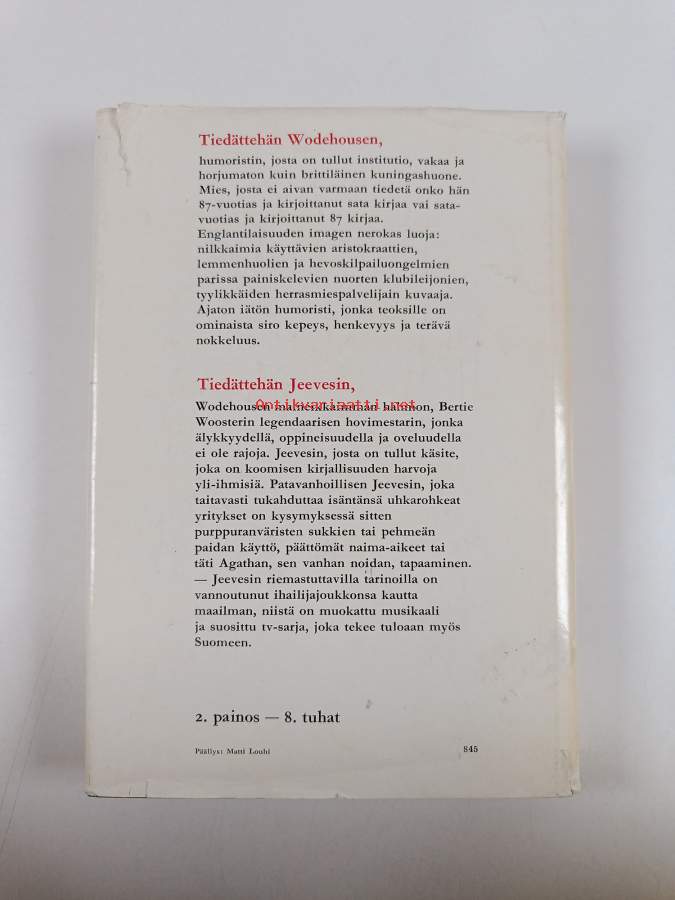 Tiedättehän Wodehousen,
humoristin, josta on tullut institutio, vakaa ja
horjumaton kuin brittiläinen kuningashuone.
Mies, josta ei aivan varmaan tiedetä onko hän
87-vuotias ja kirjoittanut sata kirjaa vai sata-
vuotias ja kirjoittanut 87 kirjaa.
Englantilaisuuden imagen nerokas luoja:
nilkkaimia käyttävien aristokraattien,
lemmenhuolien ja hevoskilpailuongelmien
parissa painiskelevien nuorten klubileijonien,
tyylikkäiden herrasmiespalvelijain kuvaaja.
Ajaton iätön humoristi, jonka teoksille on
ominaista siro kepeys, henkevyys ja terävä
nokkeluus.
Tiedättehän Jeevesin,
Antikvariaatti.net
Wodehousen maineikkaimman hahmon, Bertie
Woosterin legendaarisen hovimestarin, jonka
älykkyydellä, oppineisuudella ja oveluudella
ei ole rajoja. Jeevesin, josta on tullut käsite,
joka on koomisen kirjallisuuden harvoja
yli-ihmisiä. Patavanhoillisen Jeevesin, joka
taitavasti tukahduttaa isäntänsä uhkarohkeat
yritykset on kysymyksessä sitten
purppuranväristen sukkien tai pehmeän
paidan käyttö, päättömät naima-aikeet tai
täti Agathan, sen vanhan noidan, tapaaminen.
— Jeevesin riemastuttavilla tarinoilla on
vannoutunut ihailijajoukkonsa kautta
maailman, niistä on muokattu musikaali
ja suosittu tv-sarja, joka tekee tuloaan myös
Suomeen.
2. painos — 8. tuhat
Päällys: Matti Louhi
845